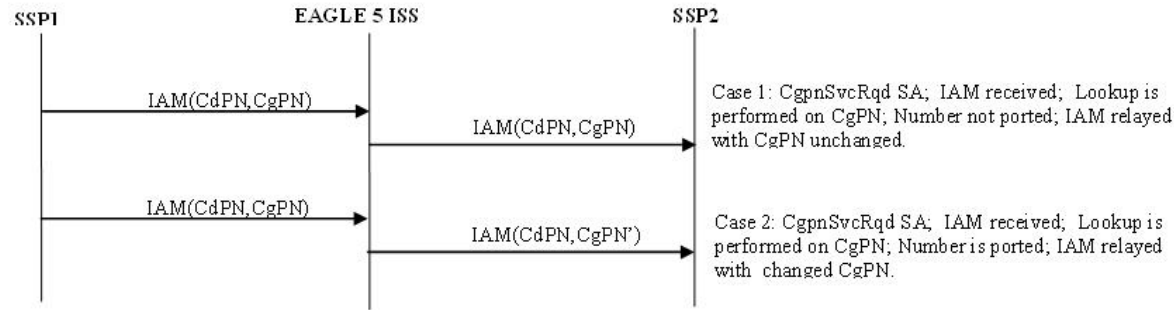 SSP1
EAGLE 5 ISS
SSP2
IAM(CdPN,CgPN)
IAM(CdPN,CgPN)
Case 1: CgpnSvcRqd SA; IAM received; Lookup is
performed on CgPN; Number not ported; IAM relayed
with CgPN unchanged.
IAM(CdPN,CgPN)
IAM(CdPN,CgPN’)
Case 2: CgpnSvcRqd SA; IAM received; Lookup
is performed on CgPN; Number is ported; IAM relayed
with changed CgPN.